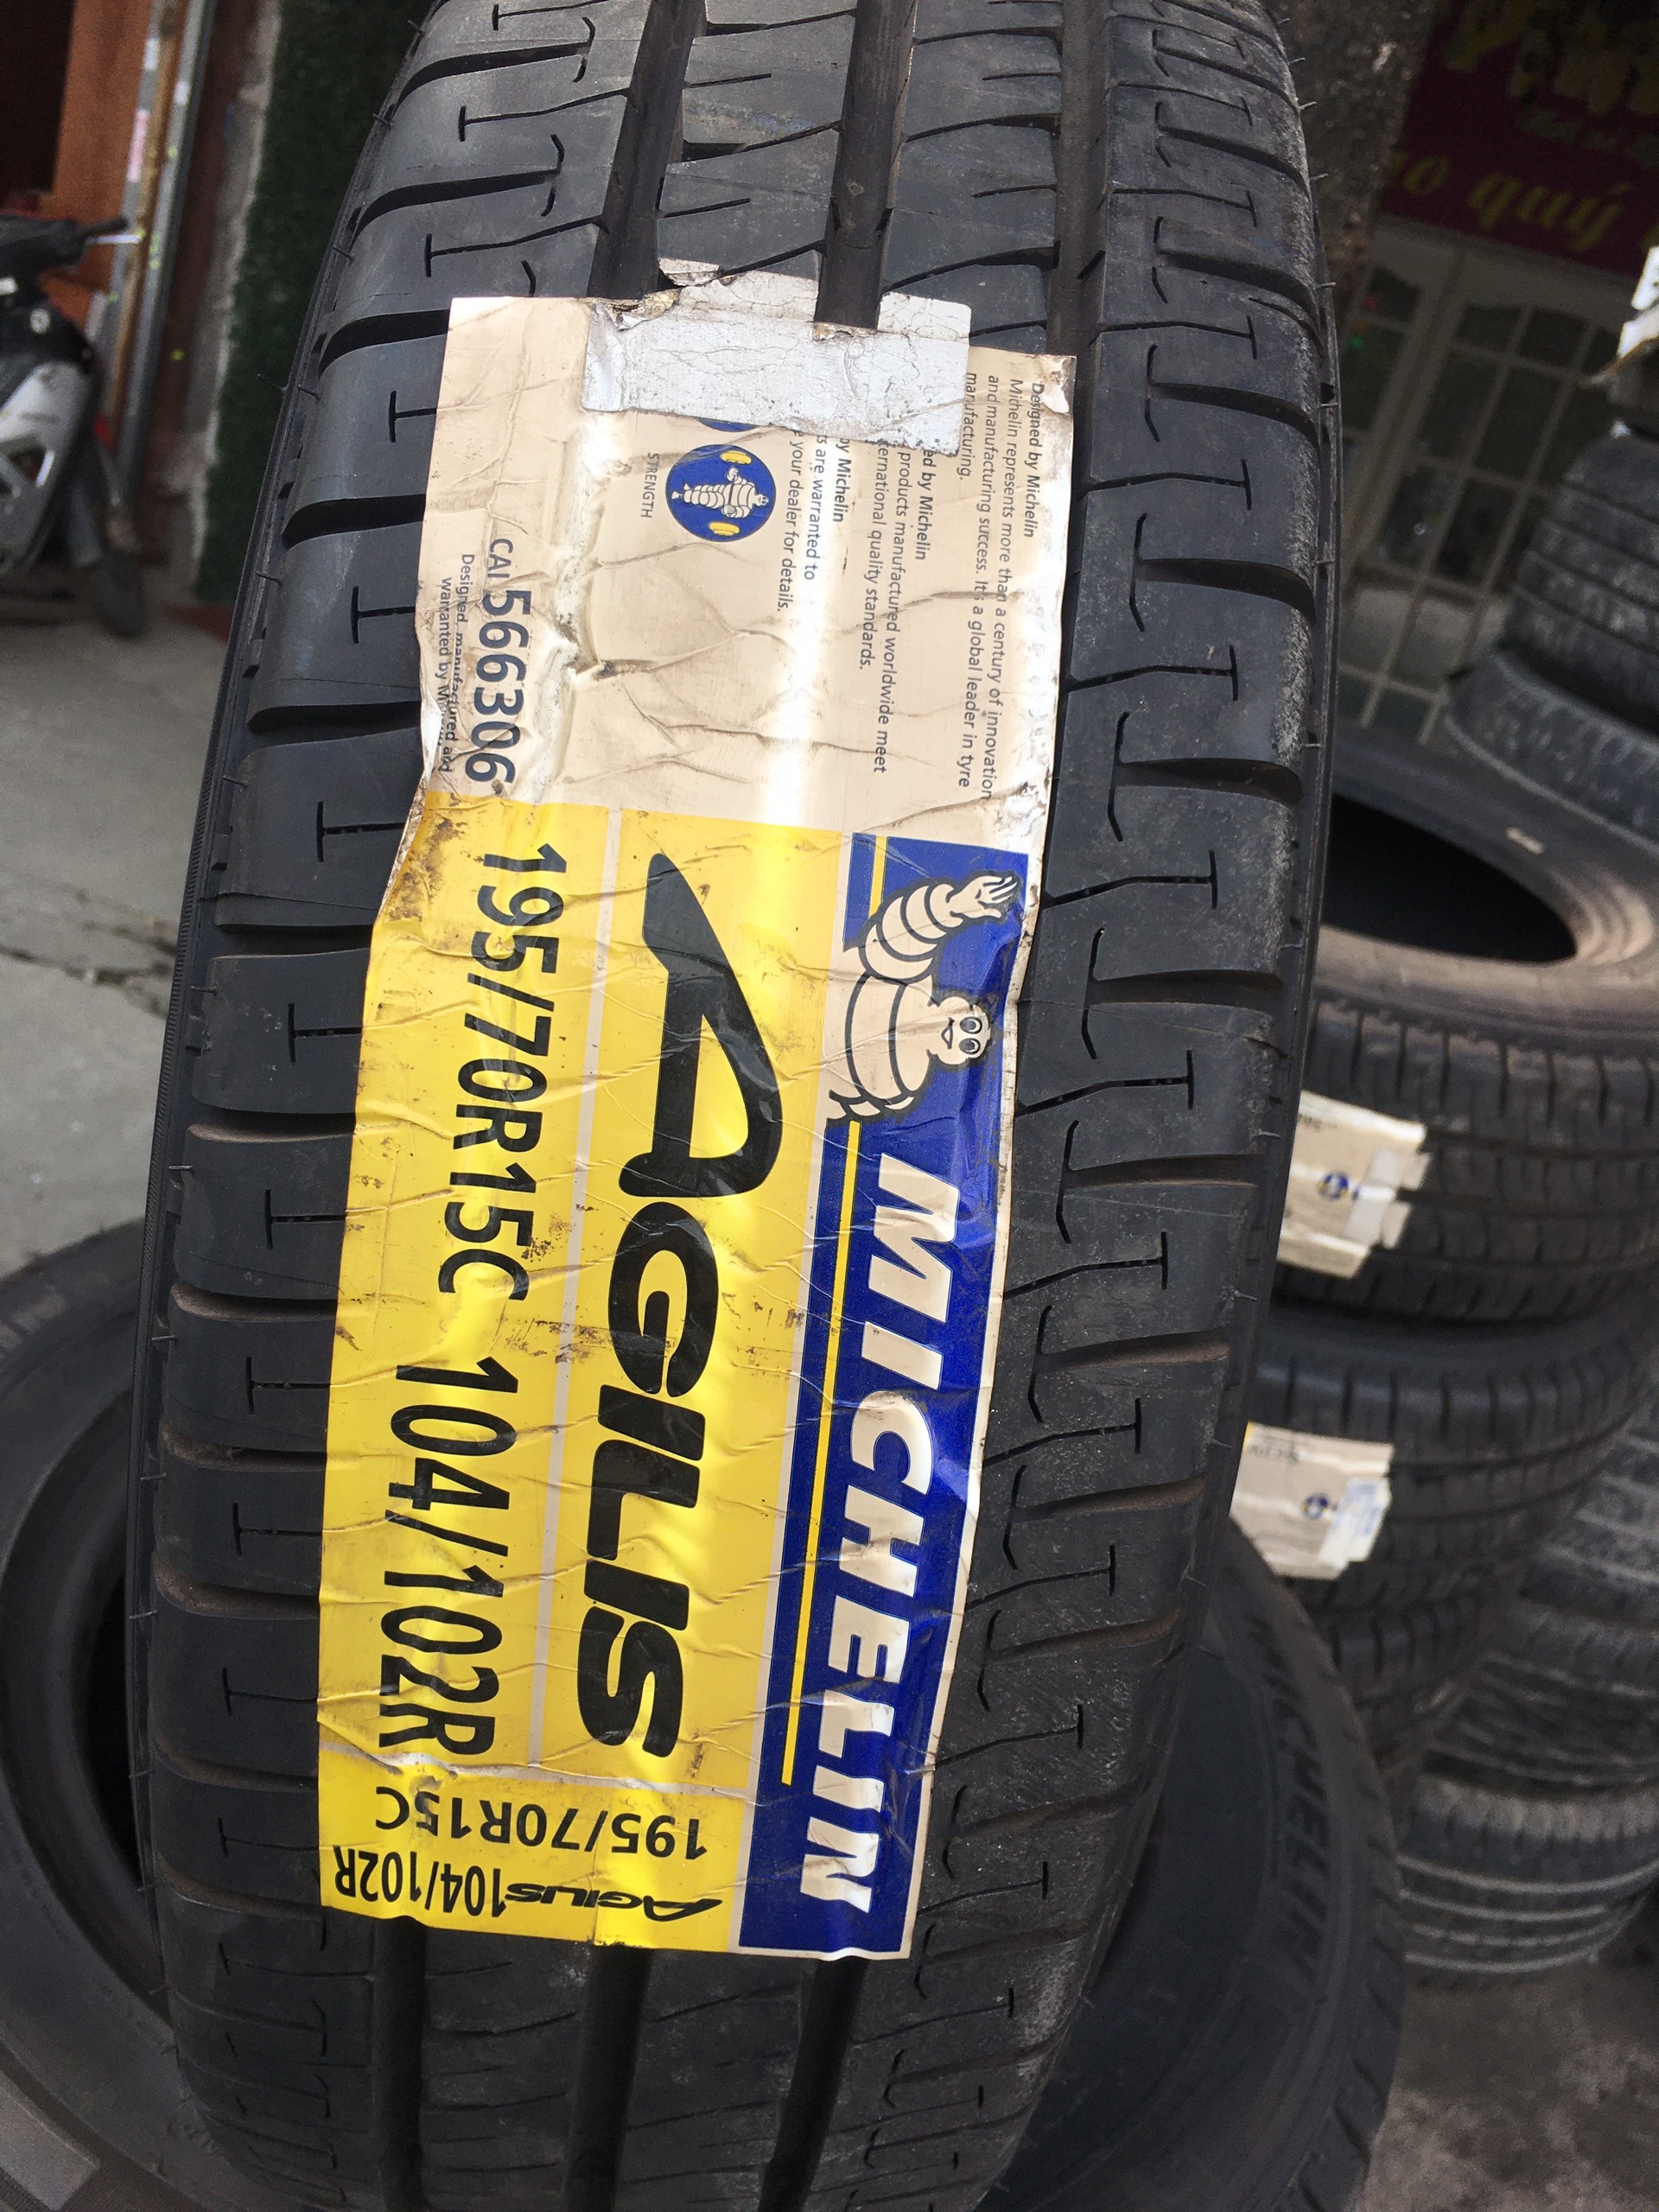 MICHELIN
AGILIS
195/70R15C 104/102R
195/70R15C
AGILIS 104/102R
Designed by Michelin
Michelin represents more than a century of innovation
and manufacturing success. It's a global leader in tyre
manufacturing.
by Michelin
products manufactured worldwide meet
quality standards.
by Michelin
are warranted to
your dealer for details.
STRENGTH
CAI 566306
Designed, manufactured and
warranted by
quý